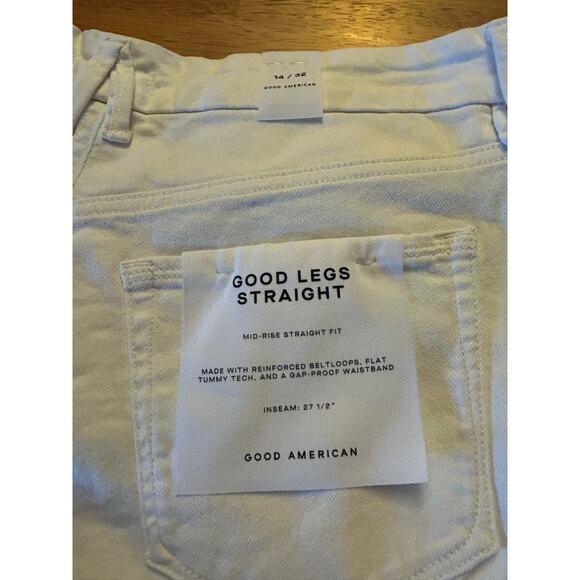 14 / 32
GOOD AMERICAN
GOOD LEGS
STRAIGHT
MID-RISE STRAIGHT FIT
MADE WITH REINFORCED BELTLOOPS, FLAT
TUMMY TECH, AND A GAP-PROOF WAISTBAND
INSEAM: 27 1/2"
GOOD AMERICAN